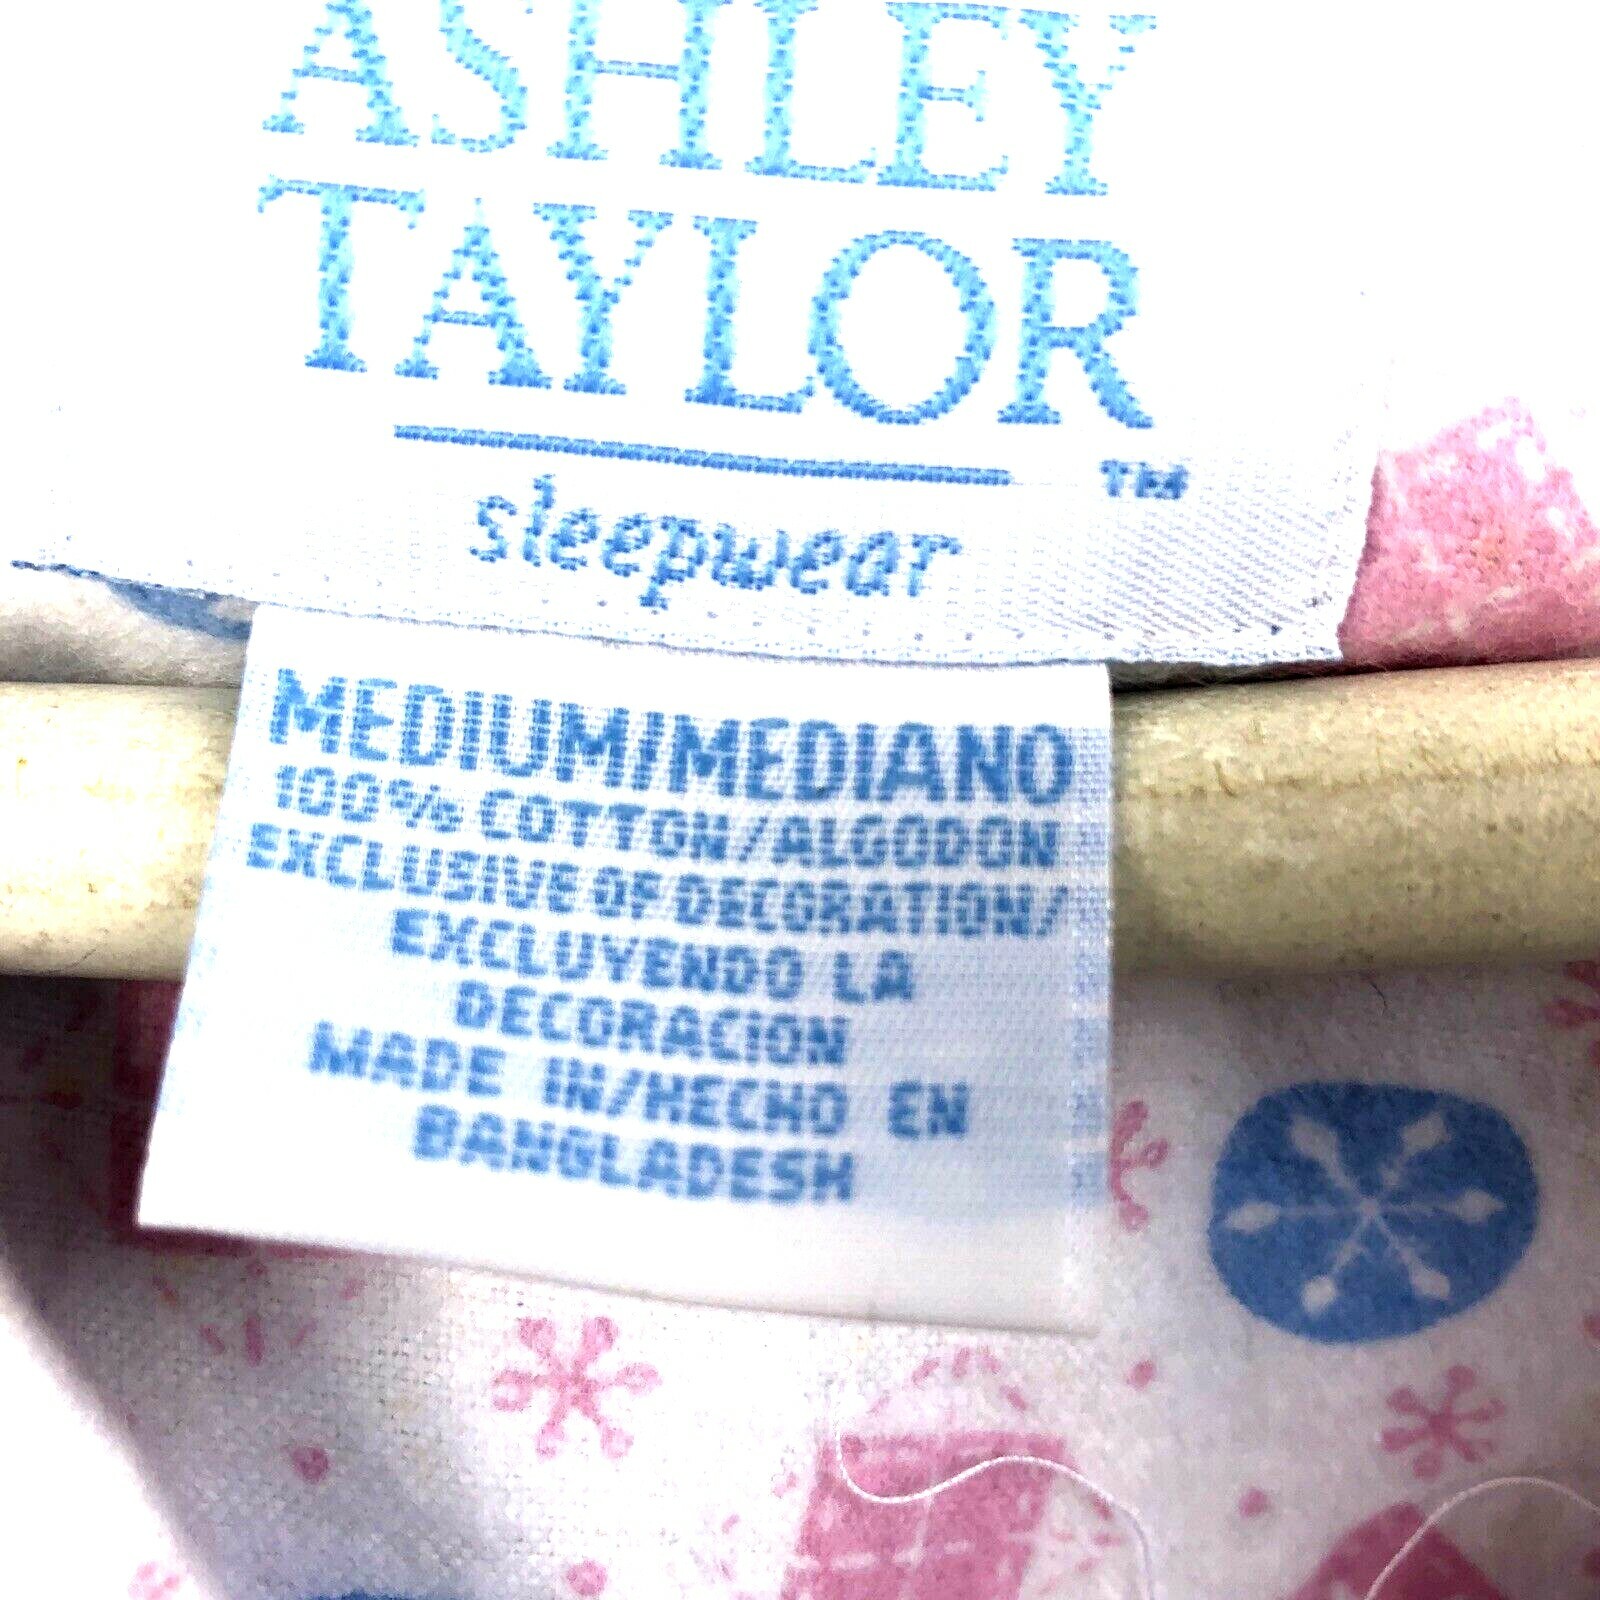 ASHLEY
TAYLOR
™
sleepwear
MEDIUM/MEDIANO
100% COTTON/ALGODON
EXCLUSIVE OF DECORATION/
EXCLUYENDO LA
DECORACION
MADE IN/HECHO EN
BANGLADESH